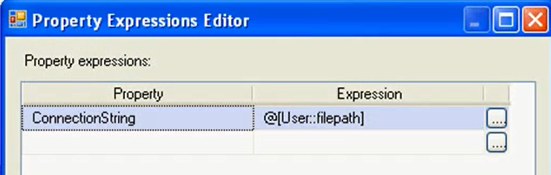 Property Expressions Editor
Property expressions:
Property Expression
ConnectionString @[User::filepath] ...
...